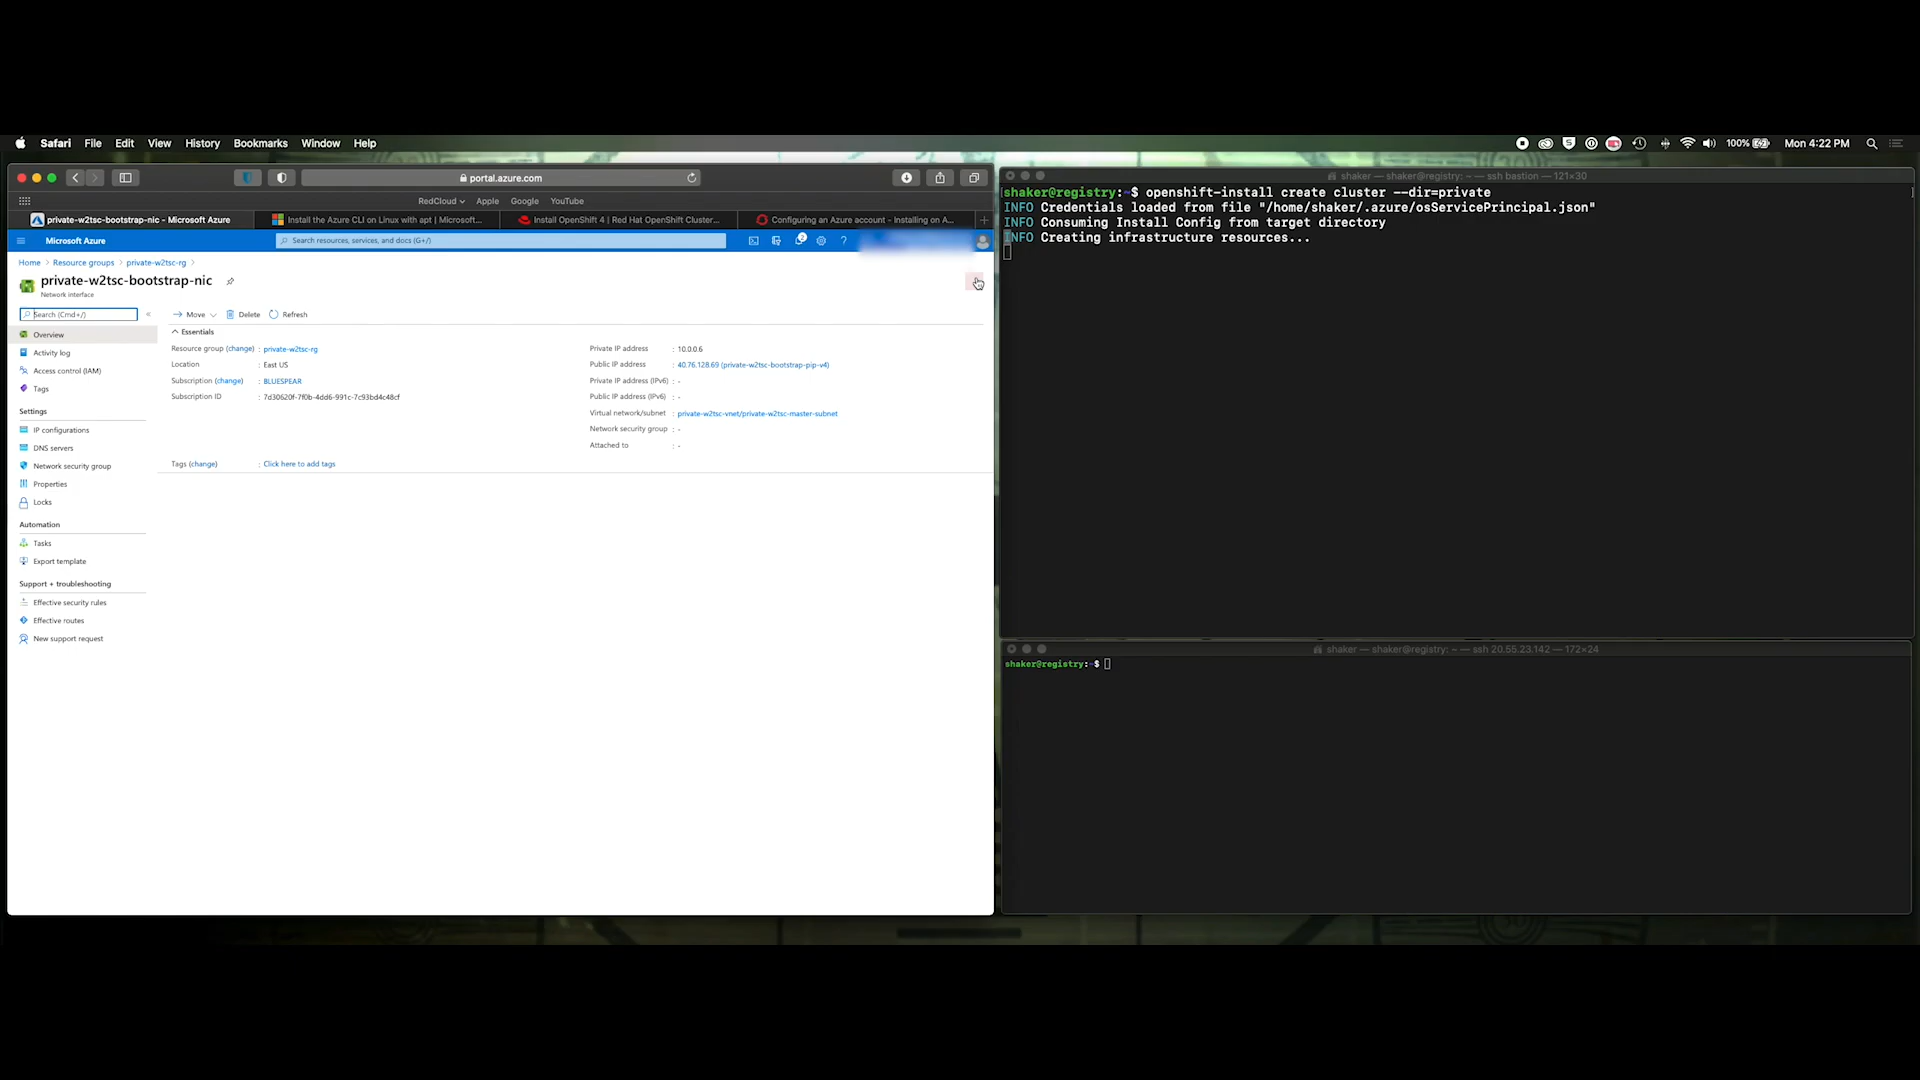 Safari File Edit View History Bookmarks Window Help
100% Mon 4:22 PM
portal.azure.com
RedCloud Apple Google YouTube
private-w2tsc-bootstrap-nic - Microsoft Azure
Install the Azure CLI on Linux with apt | Microsoft...
Install OpenShift 4 | Red Hat OpenShift Cluster...
Configuring an Azure account - Installing on A...
Microsoft Azure
Search resources, services, and docs (G+/)
2
?
Home > Resource groups > private-w2tsc-rg >
private-w2tsc-bootstrap-nic
Network interface
Search (Cmd+/)
«
Overview
Activity log
Access control (IAM)
Tags
Settings
IP configurations
DNS servers
Network security group
Properties
Locks
Automation
Tasks
Export template
Support + troubleshooting
Effective security rules
Effective routes
New support request
Move Delete Refresh
Essentials
Resource group (change) : private-w2tsc-rg
Location : East US
Subscription (change) : BLUESPEAR
Subscription ID : 7d30620f-7f0b-4dd6-991c-7c93bd4c48cf
Tags (change) : Click here to add tags
Private IP address : 10.0.0.6
Public IP address : 40.76.128.69 (private-w2tsc-bootstrap-pip-v4)
Private IP address (IPv6) : -
Public IP address (IPv6) : -
Virtual network/subnet : private-w2tsc-vnet/private-w2tsc-master-subnet
Network security group : -
Attached to : -
shaker — shaker@registry: ~ — ssh bastion — 121×30
shaker@registry:~$ openshift-install create cluster --dir=private
INFO Credentials loaded from file "/home/shaker/.azure/osServicePrincipal.json"
INFO Consuming Install Config from target directory
INFO Creating infrastructure resources...
shaker — shaker@registry: ~ — ssh 20.55.23.142 — 172×24
shaker@registry:~$